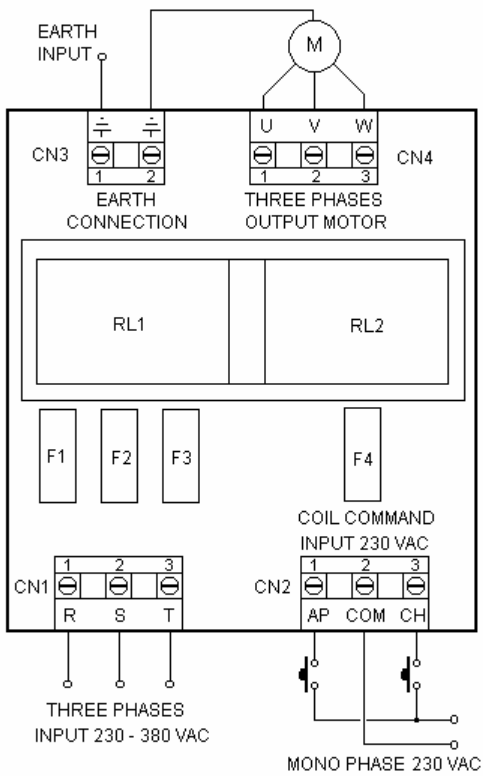 EARTH
INPUT
M
U V W
CN3
CN4
1 2
1 2 3
EARTH
CONNECTION
THREE PHASES
OUTPUT MOTOR
RL1
RL2
F1
F2
F3
F4
COIL COMMAND
INPUT 230 VAC
1 2 3
1 2 3
CN1
CN2
R S T
AP COM CH
THREE PHASES
INPUT 230 - 380 VAC
MONO PHASE 230 VAC